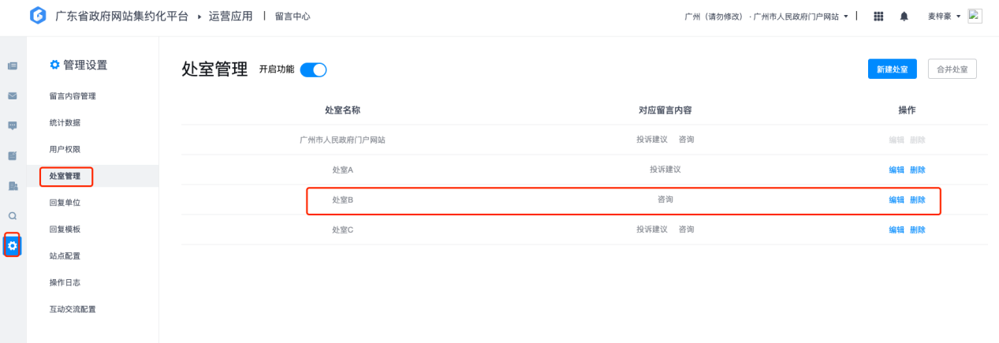 广东省政府网站集约化平台 ▸ 运营应用 | 留言中心 广州（请勿修改）·广州市人民政府门户网站 ▼ | 麦梓豪 ▼
管理设置
留言内容管理
统计数据
用户权限
处室管理
回复单位
回复模板
站点配置
操作日志
互动交流配置
处室管理 开启功能 新建处室 合并处室
处室名称 对应留言内容 操作
广州市人民政府门户网站 投诉建议 咨询 编辑 删除
处室A 投诉建议 编辑 删除
处室B 咨询 编辑 删除
处室C 投诉建议 咨询 编辑 删除